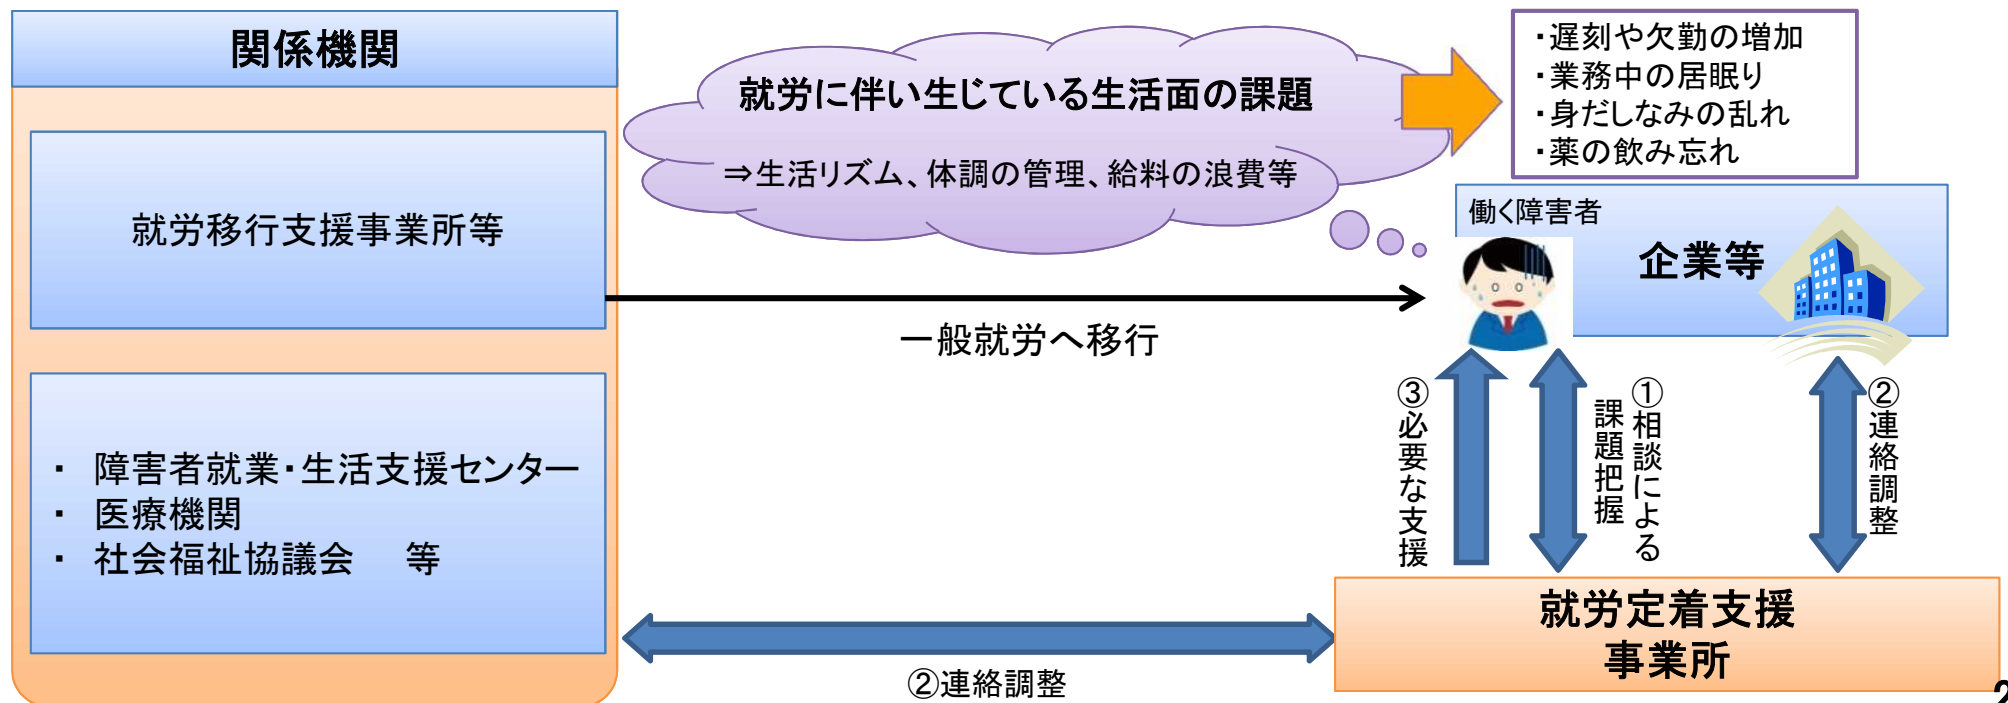 関係機関
就労移行支援事業所等
・ 障害者就業・生活支援センター
・ 医療機関
・ 社会福祉協議会 等
就労に伴い生じている生活面の課題
⇒生活リズム、体調の管理、給料の浪費等
・遅刻や欠勤の増加
・業務中の居眠り
・身だしなみの乱れ
・薬の飲み忘れ
働く障害者
企業等
一般就労へ移行
③必要な支援
①相談による
課題把握
②連絡調整
就労定着支援
事業所
②連絡調整
2